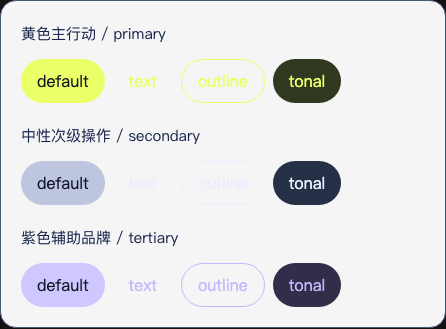 黄色主行动 / primary
default text outline tonal
中性次级操作 / secondary
default text outline tonal
紫色辅助品牌 / tertiary
default text outline tonal